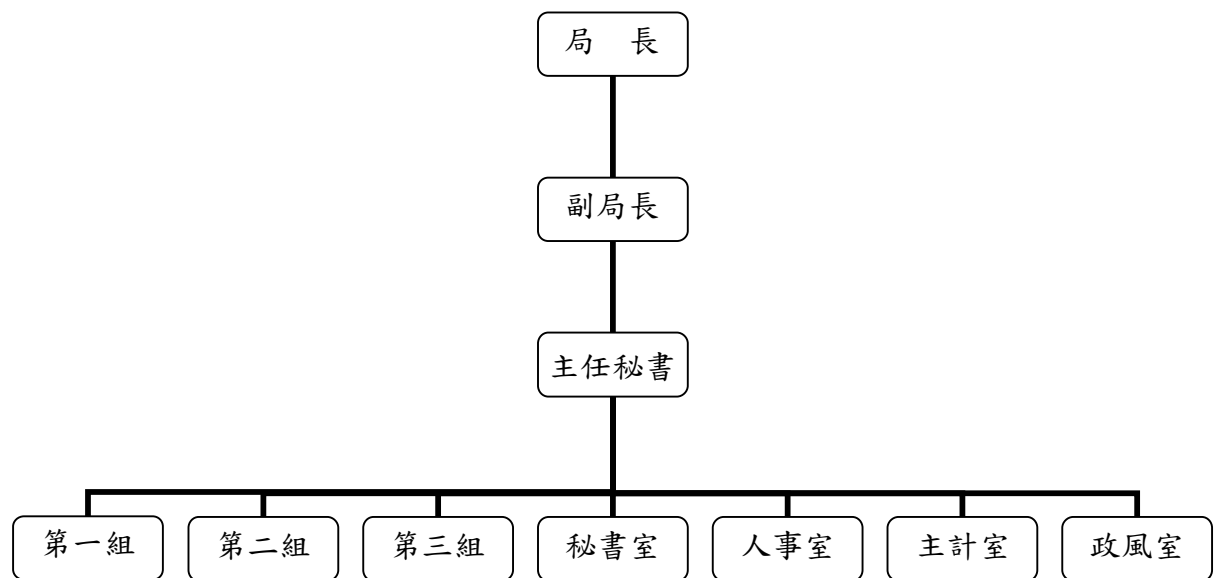 局　長
副局長
主任秘書
第一組
第二組
第三組
秘書室
人事室
主計室
政風室